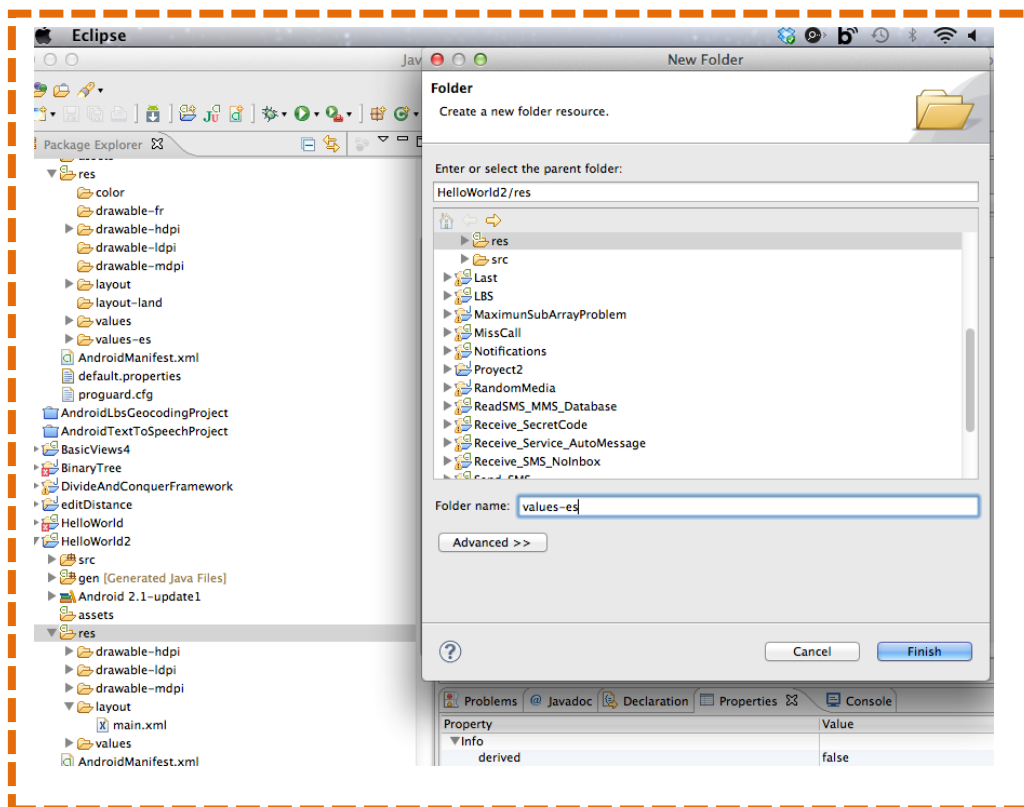 Eclipse
Jav
New Folder
Folder
Create a new folder resource.
Package Explorer
Enter or select the parent folder:
HelloWorld2/res
res
color
drawable-fr
drawable-hdpi
drawable-ldpi
drawable-mdpi
layout
layout-land
values
values-es
AndroidManifest.xml
default.properties
proguard.cfg
AndroidLbsGeocodingProject
AndroidTextToSpeechProject
BasicViews4
BinaryTree
DivideAndConquerFramework
editDistance
HelloWorld
HelloWorld2
src
gen [Generated Java Files]
Android 2.1-update1
assets
res
drawable-hdpi
drawable-ldpi
drawable-mdpi
layout
main.xml
values
AndroidManifest.xml
res
src
Last
LBS
MaximunSubArrayProblem
MissCall
Notifications
Proyect2
RandomMedia
ReadSMS_MMS_Database
Receive_SecretCode
Receive_Service_AutoMessage
Receive_SMS_NoInbox
Folder name: values-es
Advanced >>
Cancel
Finish
Problems @ Javadoc Declaration Properties Console
Property Value
Info
derived false